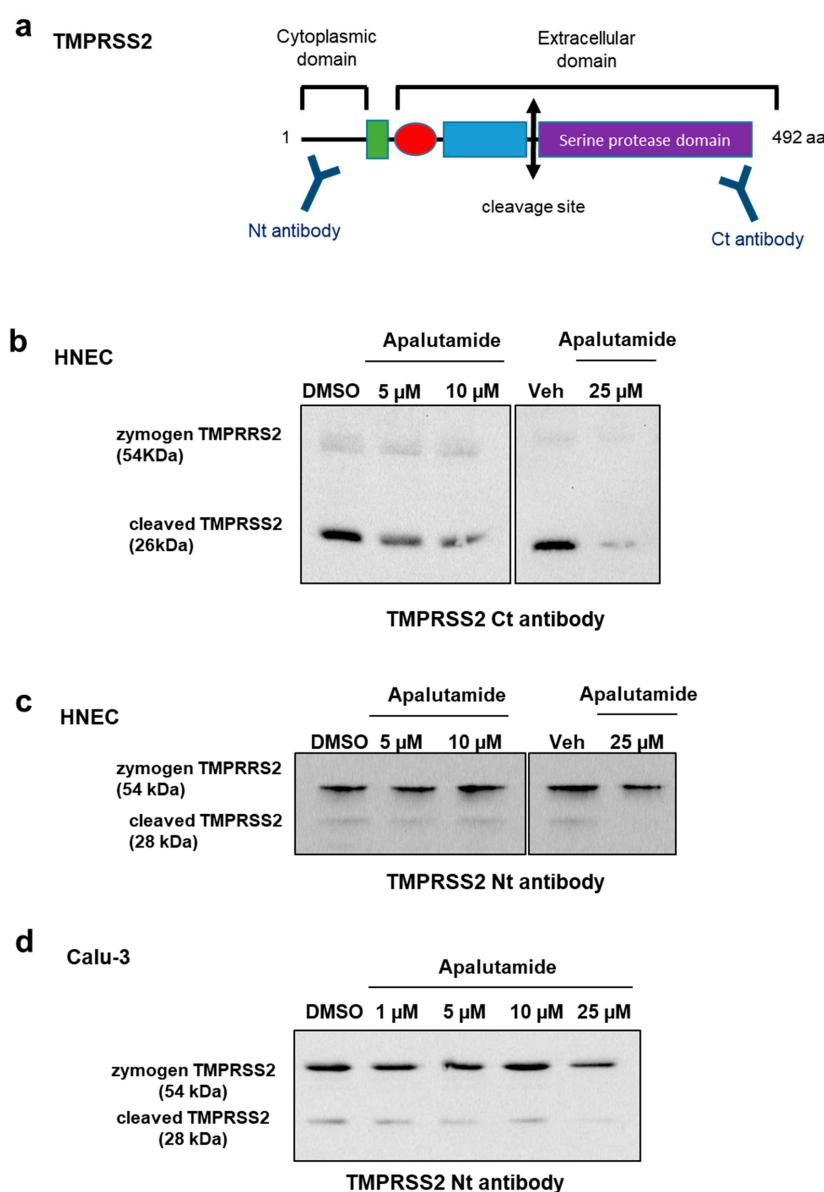 a TMPRSS2
Cytoplasmic
domain
Extracellular
domain
1
Serine protease domain
492 aa
cleavage site
Nt antibody
Ct antibody
b HNEC
Apalutamide
Apalutamide
DMSO 5 µM 10 µM Veh 25 µM
zymogen TMPRRS2
(54KDa)
cleaved TMPRSS2
(26kDa)
TMPRSS2 Ct antibody
c HNEC
Apalutamide
Apalutamide
DMSO 5 µM 10 µM Veh 25 µM
zymogen TMPRRS2
(54 kDa)
cleaved TMPRSS2
(28 kDa)
TMPRSS2 Nt antibody
d Calu-3
Apalutamide
DMSO 1 µM 5 µM 10 µM 25 µM
zymogen TMPRSS2
(54 kDa)
cleaved TMPRSS2
(28 kDa)
TMPRSS2 Nt antibody